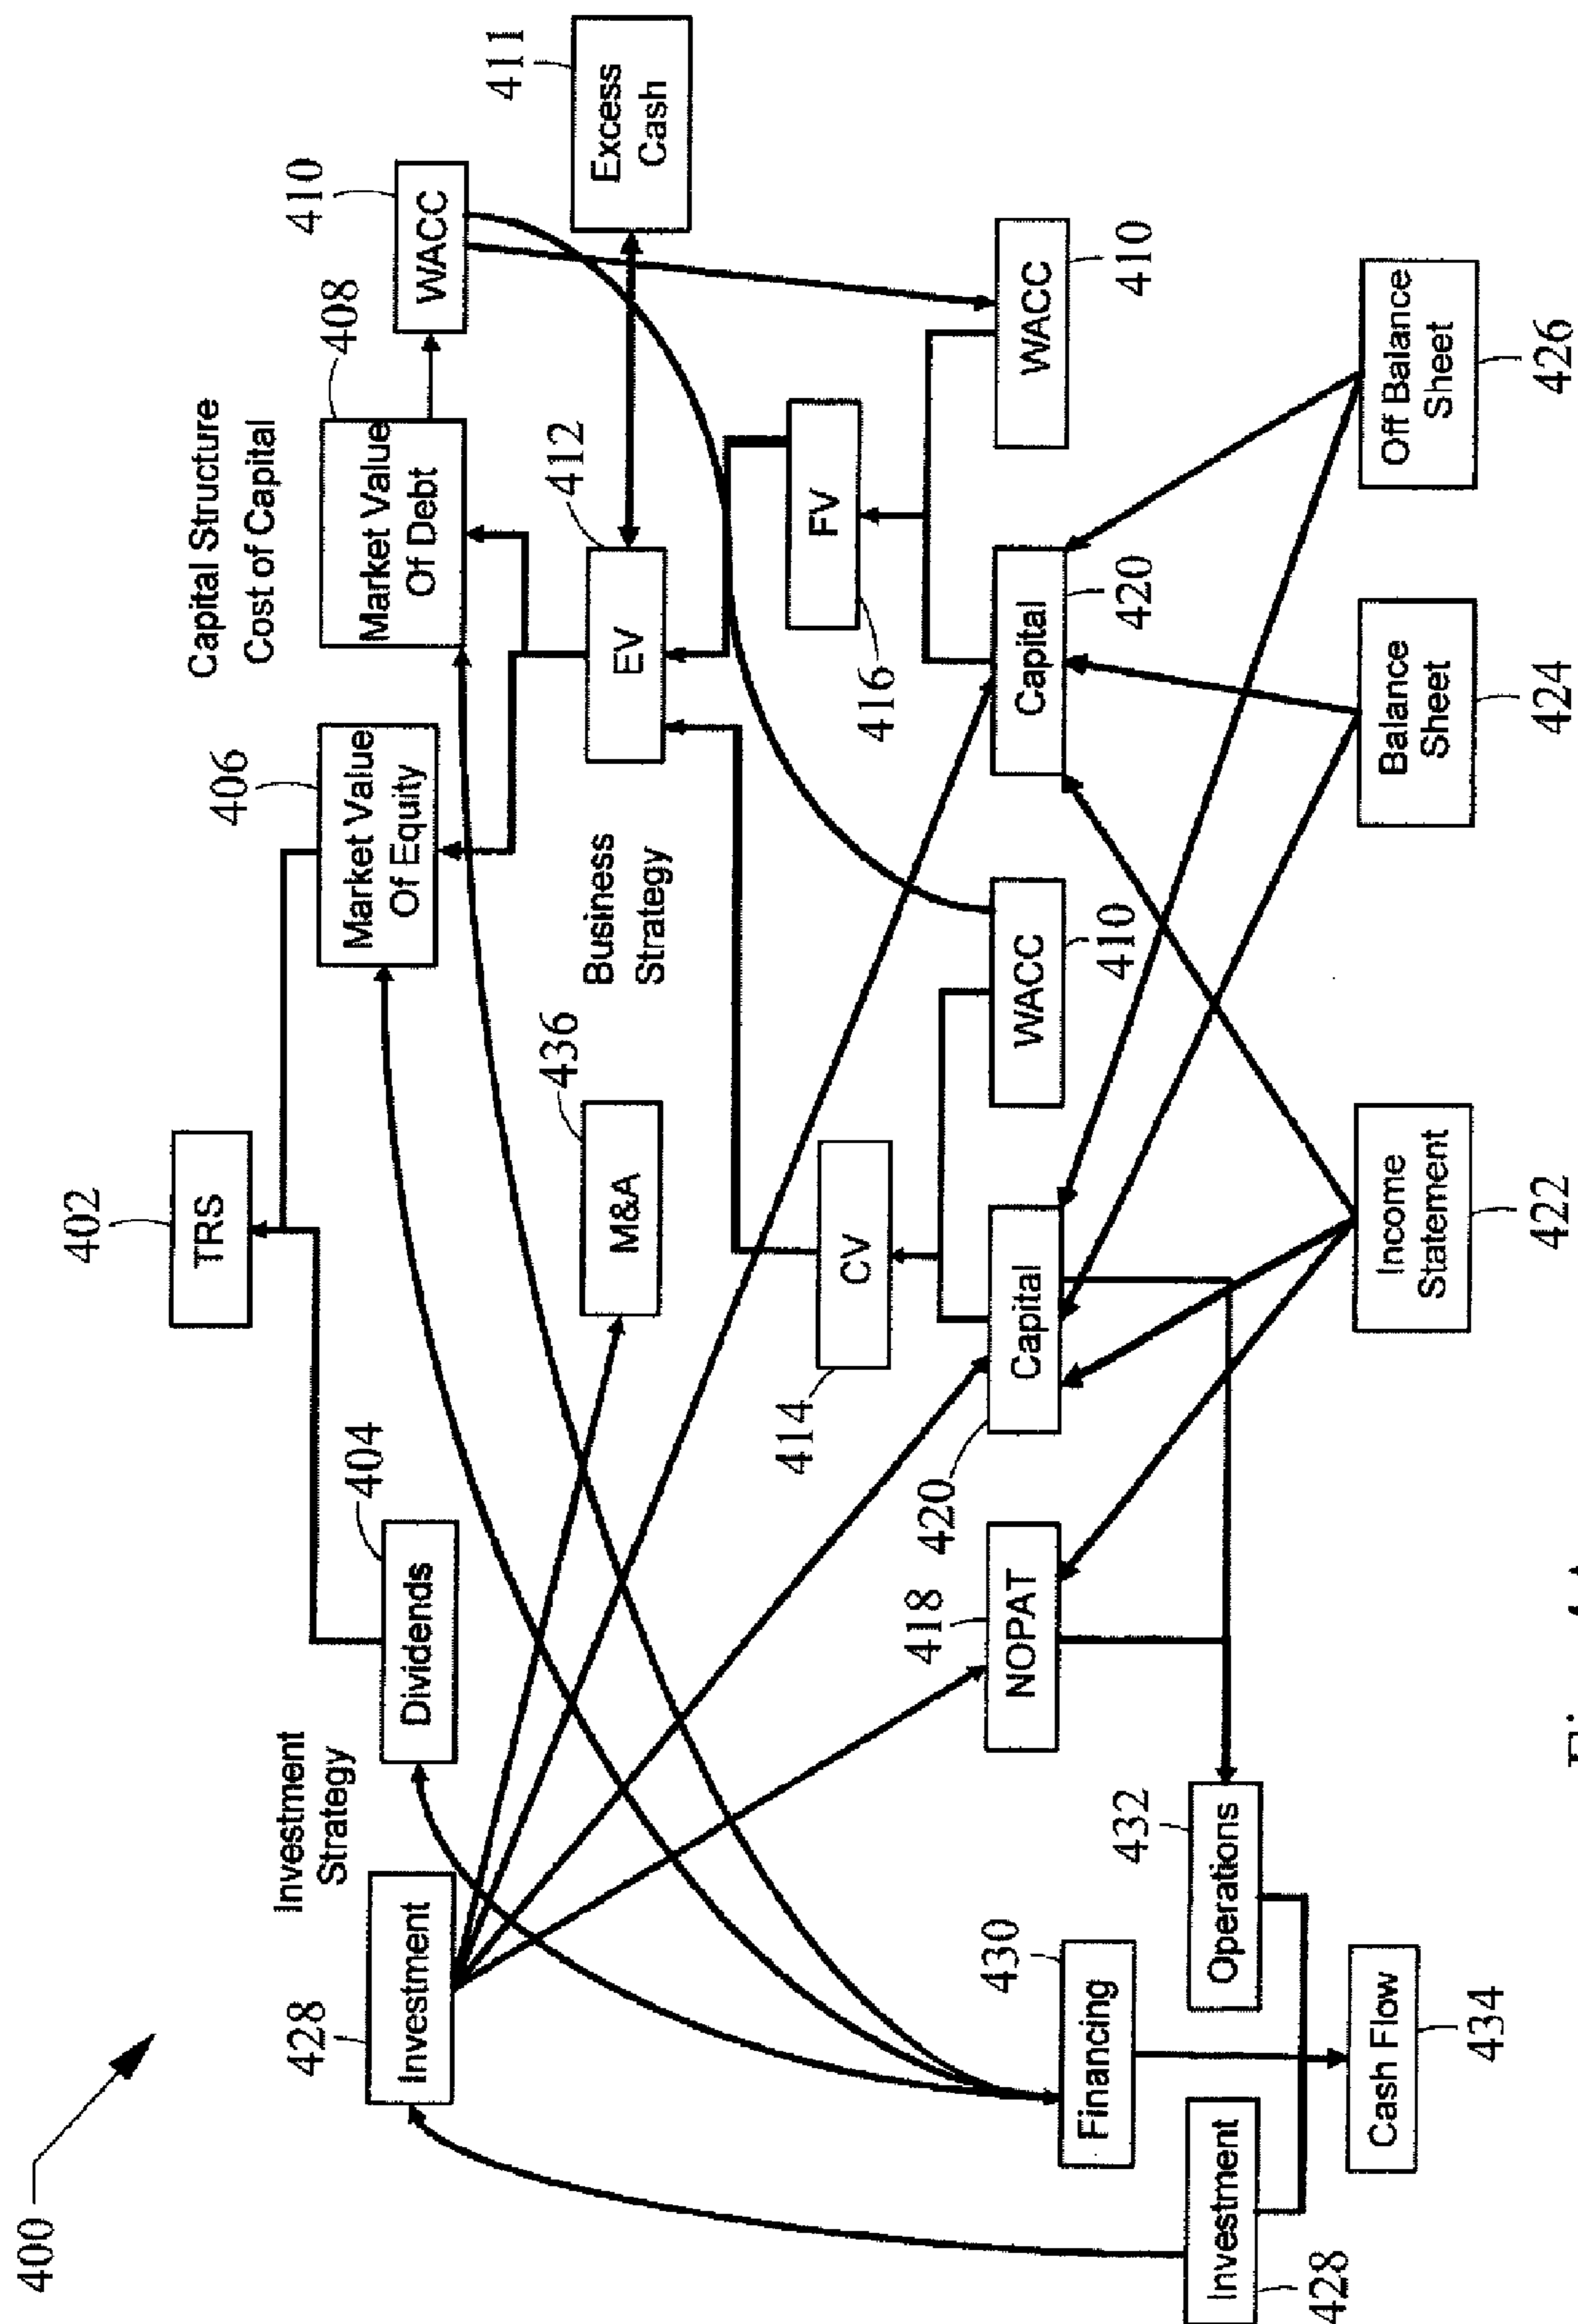 400
402
TRS
Capital Structure
Cost of Capital
Investment
Strategy
406
408
410
428
Investment
404
Dividends
Market Value
Of Equity
Market Value
Of Debt
WACC
411
436
M&A
Business
Strategy
412
EV
Excess
Cash
414
CV
416
FV
418
NOPAT
420
Capital
WACC
410
Capital
420
WACC
410
430
Financing
432
Operations
428
Investment
434
Cash Flow
Income
Statement
422
Balance
Sheet
424
Off Balance
Sheet
426